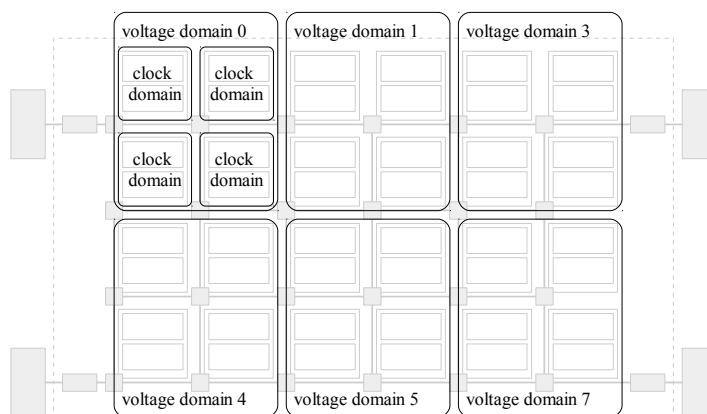 voltage domain 0
voltage domain 1
voltage domain 3
clock
domain
clock
domain
clock
domain
clock
domain
voltage domain 4
voltage domain 5
voltage domain 7